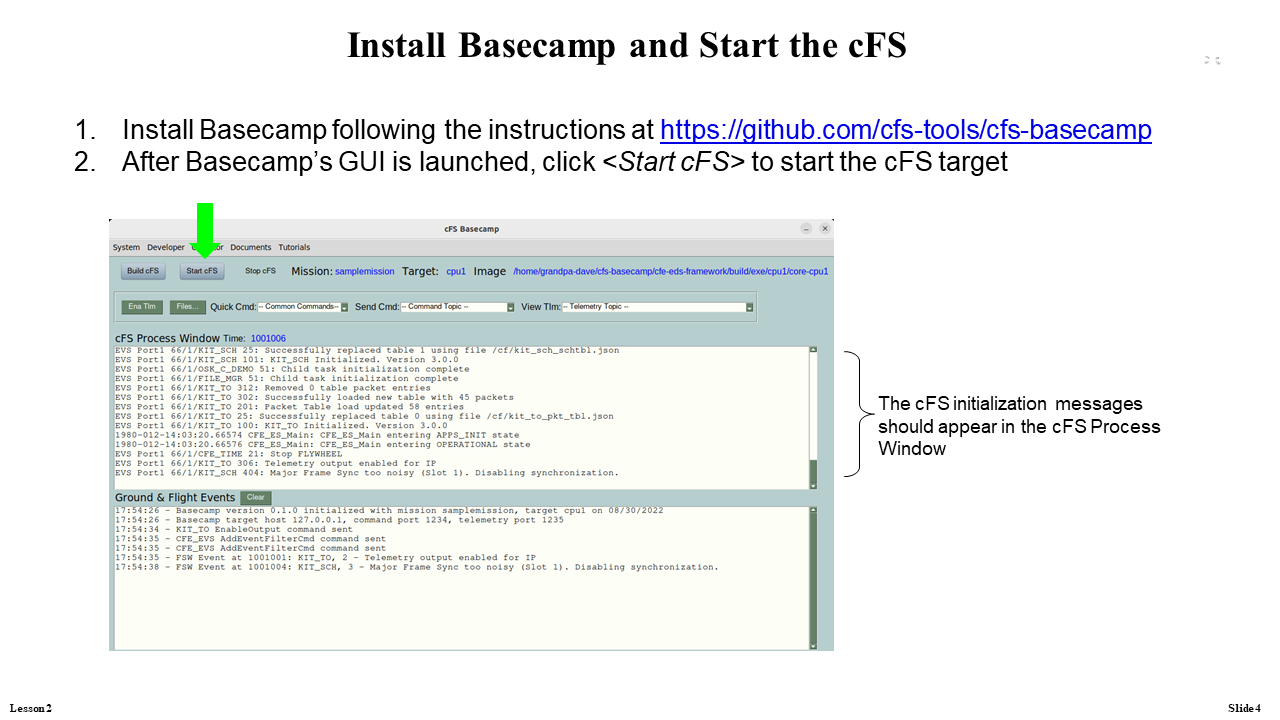 Install Basecamp and Start the cFS
1. Install Basecamp following the instructions at https://github.com/cfs-tools/cfs-basecamp
2. After Basecamp’s GUI is launched, click <Start cFS> to start the cFS target
cFS Basecamp
System Developer Documents Tutorials
Build cFS Start cFS Stop cFS Mission: samplemission Target: cpu1 Image /home/grandpa-dave/cfs-basecamp/cfe-eds-framework/build/exe/cpu1/core-cpu1
Ena Tlm Files... Quick Cmd: -- Common Commands-- Send Cmd: -- Command Topic -- View Tlm: -- Telemetry Topic --
cFS Process Window Time: 1001006
EVS Port1 66/1/KIT_SCH 25: Successfully replaced table 1 using file /cf/kit_sch_schtbl.json
EVS Port1 66/1/KIT_SCH 101: KIT_SCH Initialized. Version 3.0.0
EVS Port1 66/1/OSK_C_DEMO 51: Child task initialization complete
EVS Port1 66/1/FILE_MGR 51: Child task initialization complete
EVS Port1 66/1/KIT_TO 312: Removed 0 table packet entries
EVS Port1 66/1/KIT_TO 302: Successfully loaded new table with 45 packets
EVS Port1 66/1/KIT_TO 201: Packet Table load updated 58 entries
EVS Port1 66/1/KIT_TO 25: Successfully replaced table 0 using file /cf/kit_to_pkt_tbl.json
EVS Port1 66/1/KIT_TO 100: KIT_TO Initialized. Version 3.0.0
1980-012-14:03:20.66574 CFE_ES_Main: CFE_ES_Main entering APPS_INIT state
1980-012-14:03:20.66576 CFE_ES_Main: CFE_ES_Main entering OPERATIONAL state
EVS Port1 66/1/CFE_TIME 21: Stop FLYWHEEL
EVS Port1 66/1/KIT_TO 306: Telemetry output enabled for IP
EVS Port1 66/1/KIT_SCH 404: Major Frame Sync too noisy (Slot 1). Disabling synchronization.
The cFS initialization messages
should appear in the cFS Process
Window
Ground & Flight Events Clear
17:54:26 - Basecamp version 0.1.0 initialized with mission samplemission, target cpu1 on 08/30/2022
17:54:26 - Basecamp target host 127.0.0.1, command port 1234, telemetry port 1235
17:54:34 - KIT_TO EnableOutput command sent
17:54:35 - CFE_EVS AddEventFilterCmd command sent
17:54:35 - CFE_EVS AddEventFilterCmd command sent
17:54:35 - FSW Event at 1001001: KIT_TO, 2 - Telemetry output enabled for IP
17:54:38 - FSW Event at 1001004: KIT_SCH, 3 - Major Frame Sync too noisy (Slot 1). Disabling synchronization.
Lesson 2
Slide 4